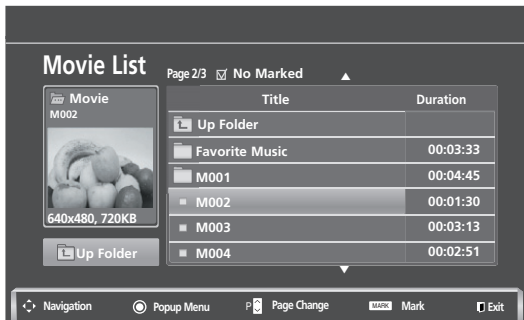 Movie List
Page 2/3 No Marked
Movie
M002
640x480, 720KB
Up Folder
Title Duration
Up Folder
Favorite Music 00:03:33
M001 00:04:45
M002 00:01:30
M003 00:03:13
M004 00:02:51
Navigation Popup Menu P Page Change MARK Mark Exit